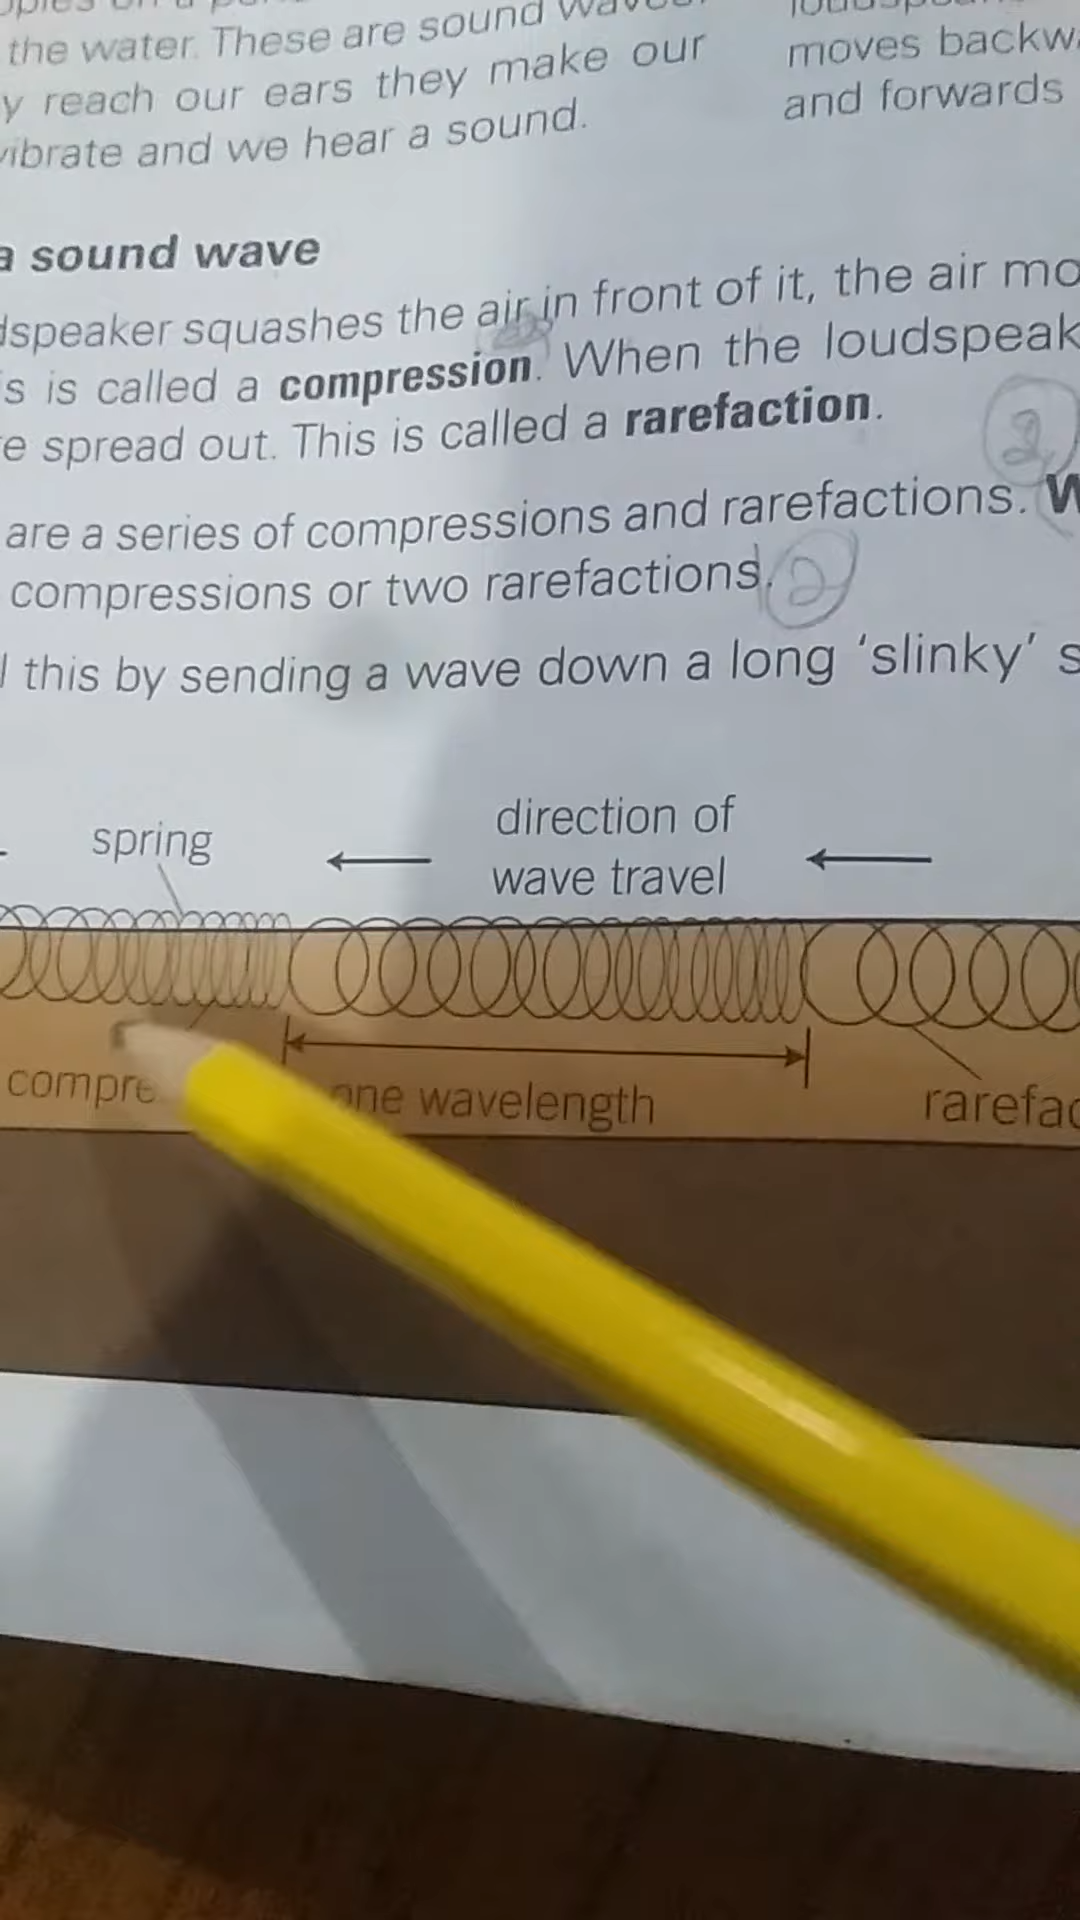 the water. These are sound
y reach our ears they make our
vibrate and we hear a sound.
moves backwa
and forwards
a sound wave
dspeaker squashes the air in front of it, the air mo
s is called a compression. When the loudspeak
e spread out. This is called a rarefaction.
2
are a series of compressions and rarefactions. W
compressions or two rarefactions.
2
this by sending a wave down a long ‘slinky’ s
spring
direction of
wave travel
compre
one wavelength
rarefac